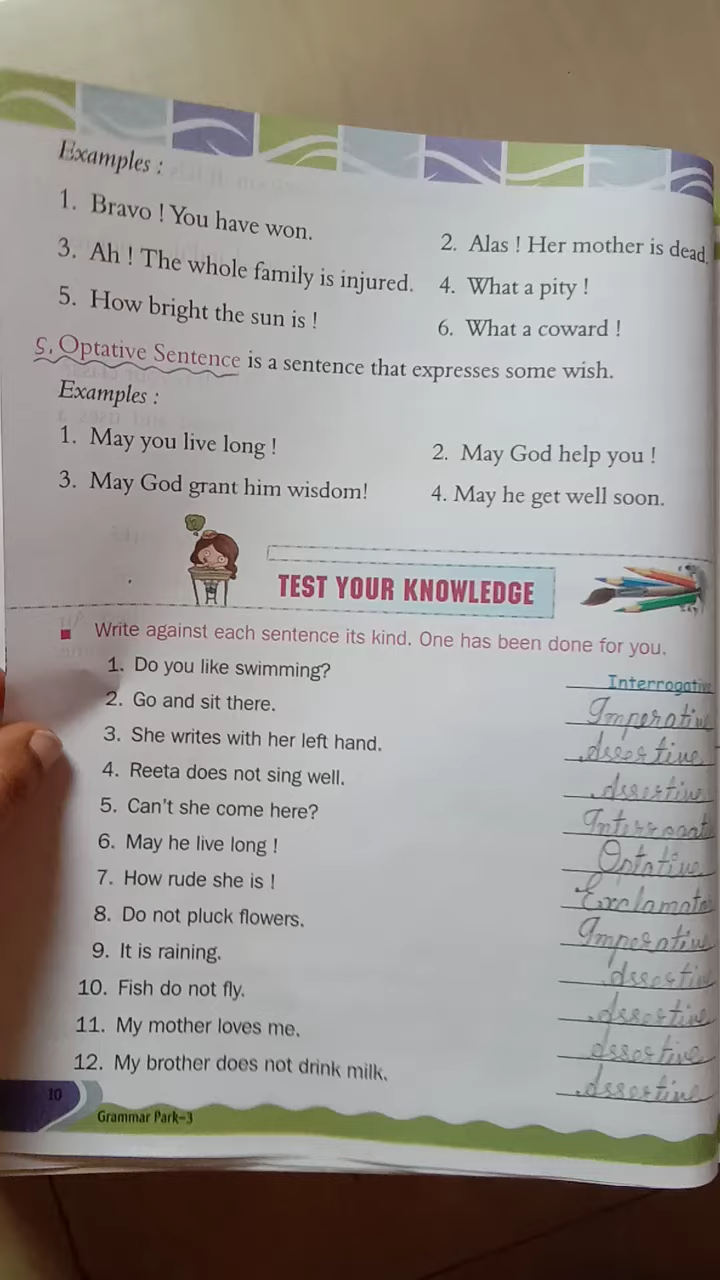 Examples :
1. Bravo ! You have won.
2. Alas ! Her mother is dead.
3. Ah ! The whole family is injured.
4. What a pity !
5. How bright the sun is !
6. What a coward !
5. Optative Sentence is a sentence that expresses some wish.
Examples :
1. May you live long !
2. May God help you !
3. May God grant him wisdom!
4. May he get well soon.
TEST YOUR KNOWLEDGE
Write against each sentence its kind. One has been done for you.
1. Do you like swimming? Interrogative
2. Go and sit there. Imperative
3. She writes with her left hand. Assertive
4. Reeta does not sing well. Assertive
5. Can't she come here? Interrogat
6. May he live long ! Optative
7. How rude she is ! Exclamato
8. Do not pluck flowers. Imperative
9. It is raining. Assertive
10. Fish do not fly. Assertive
11. My mother loves me. Assertive
12. My brother does not drink milk. Assertive
10
Grammar Park-3